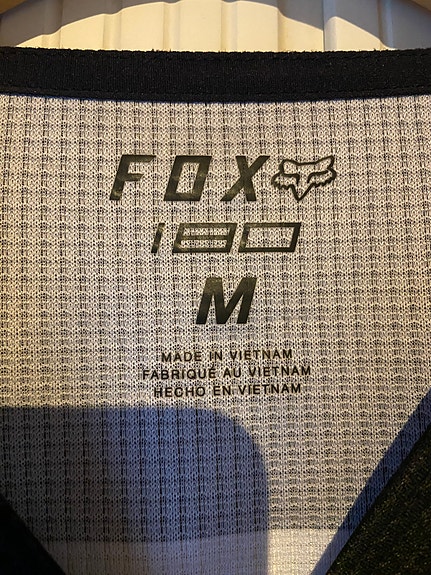 FOX
180
M
MADE IN VIETNAM
FABRIQUÉ AU VIETNAM
HECHO EN VIETNAM